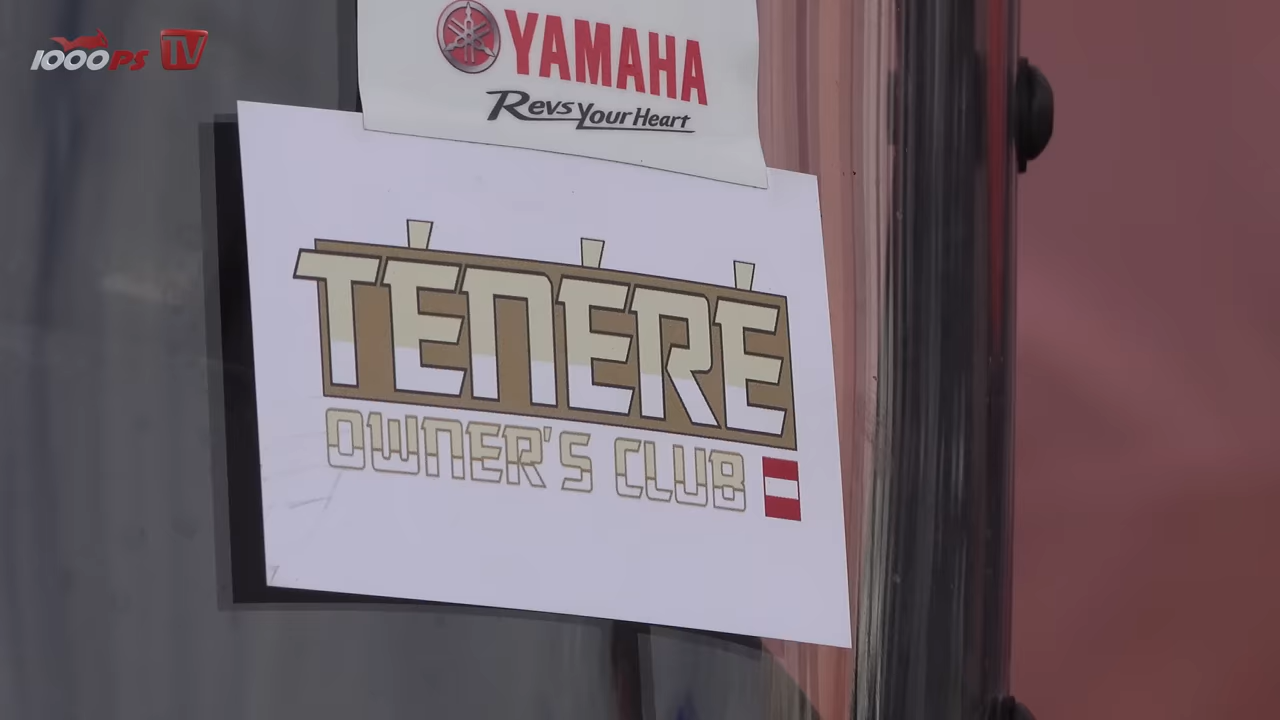 1000PS TV
YAMAHA
Revs Your Heart
TÉNÉRÉ
OWNER'S CLUB